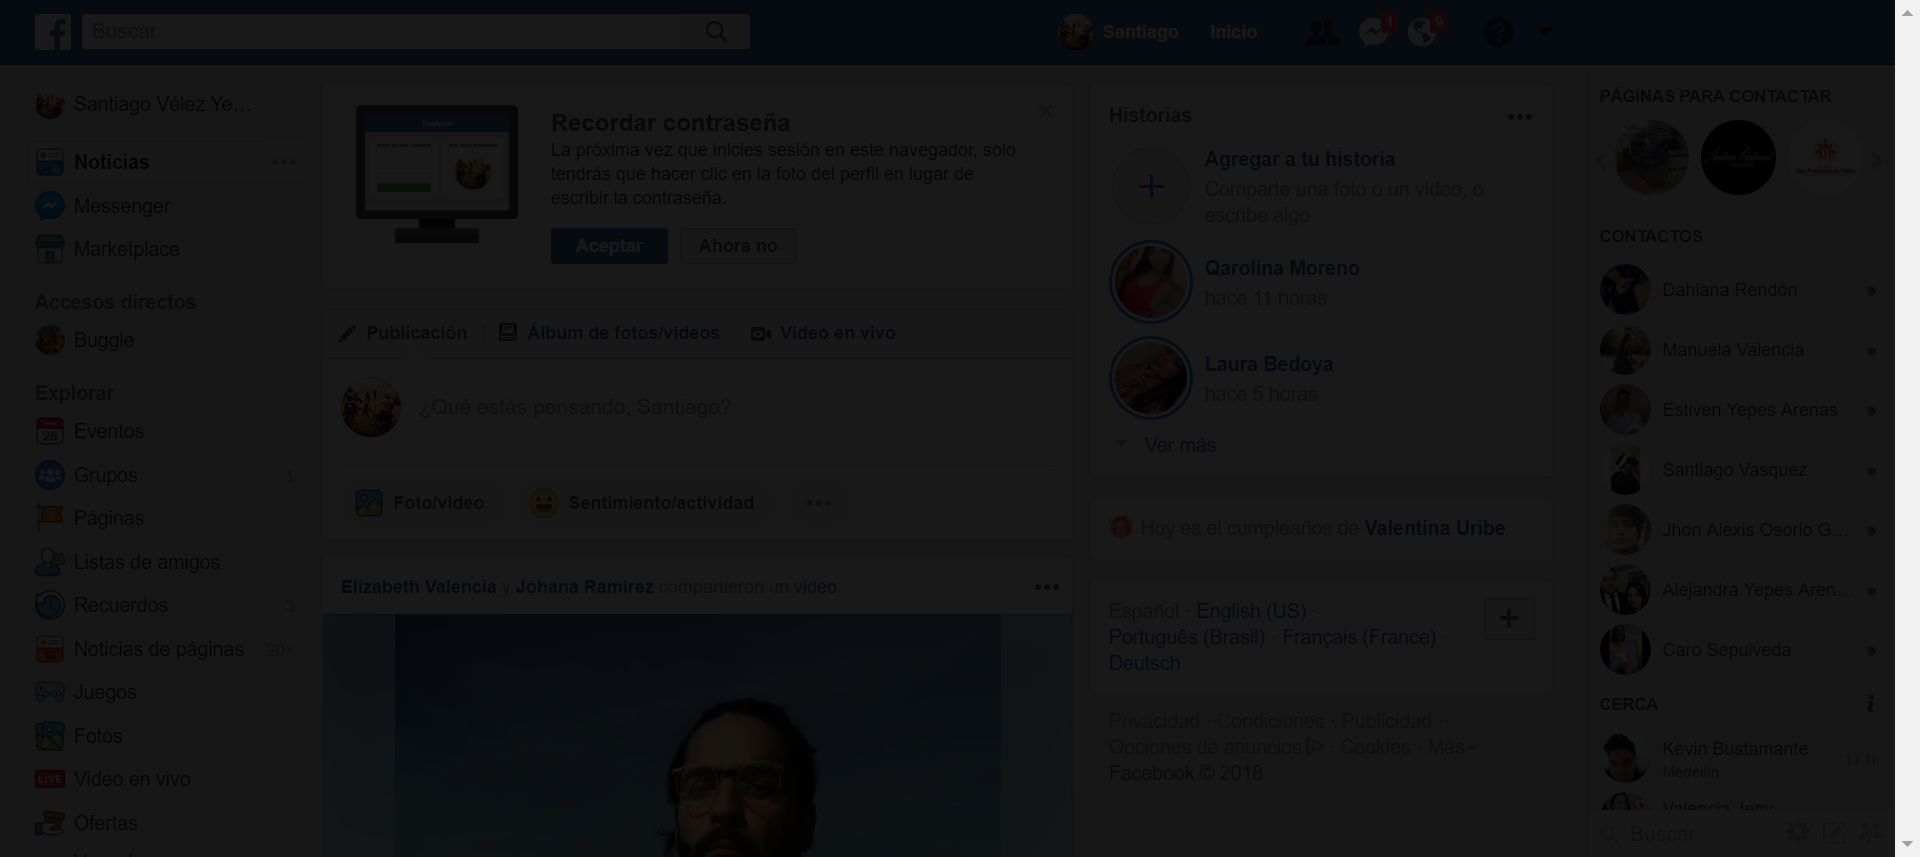 Buscar
Santiago
Inicio
1
9
?
Santiago Vélez Ye...
Noticias
Messenger
Marketplace
Accesos directos
Buggle
Explorar
28
Eventos
Grupos
1
Páginas
Listas de amigos
Recuerdos
3
Noticias de páginas
20+
Juegos
Fotos
LIVE
Video en vivo
Ofertas
facebook
Recordar contraseña
La próxima vez que inicies sesión en este navegador, solo
tendrás que hacer clic en la foto del perfil en lugar de
escribir la contraseña.
Aceptar
Ahora no
Publicación
Álbum de fotos/videos
Video en vivo
¿Qué estás pensando, Santiago?
Foto/video
Sentimiento/actividad
Elizabeth Valencia y Johana Ramirez compartieron un video.
Historias
Agregar a tu historia
Comparte una foto o un video, o
escribe algo
Qarolina Moreno
hace 11 horas
Laura Bedoya
hace 5 horas
Ver más
Hoy es el cumpleaños de Valentina Uribe
Español · English (US) ·
Português (Brasil) · Français (France) ·
Deutsch
Privacidad · Condiciones · Publicidad ·
Opciones de anuncios · Cookies · Más
Facebook © 2018
PÁGINAS PARA CONTACTAR
CONTACTOS
Dahiana Rendón
Manuela Valencia
Estiven Yepes Arenas
Santiago Vasquez
Jhon Alexis Osorio G...
Alejandra Yepes Aren...
Caro Sepulveda
CERCA
Kevin Bustamante
Medellín
17 h
Valencia Jeny
Buscar